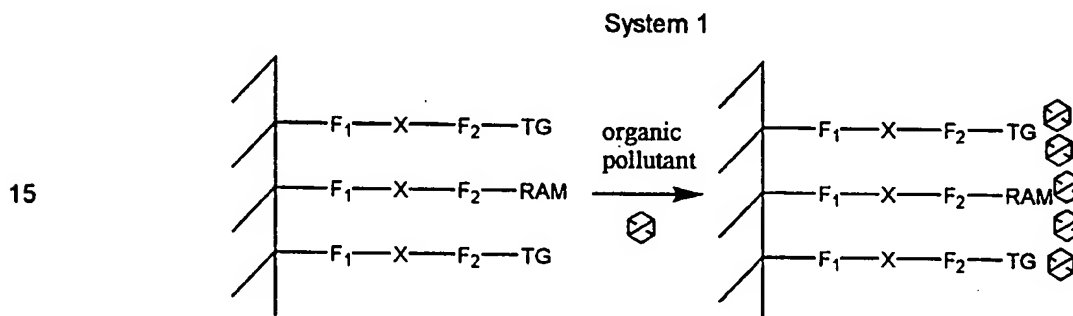 System 1
F₁—X—F₂—TG F₁—X—F₂—TG
organic
pollutant
15 F₁—X—F₂—RAM F₁—X—F₂—RAM
F₁—X—F₂—TG F₁—X—F₂—TG